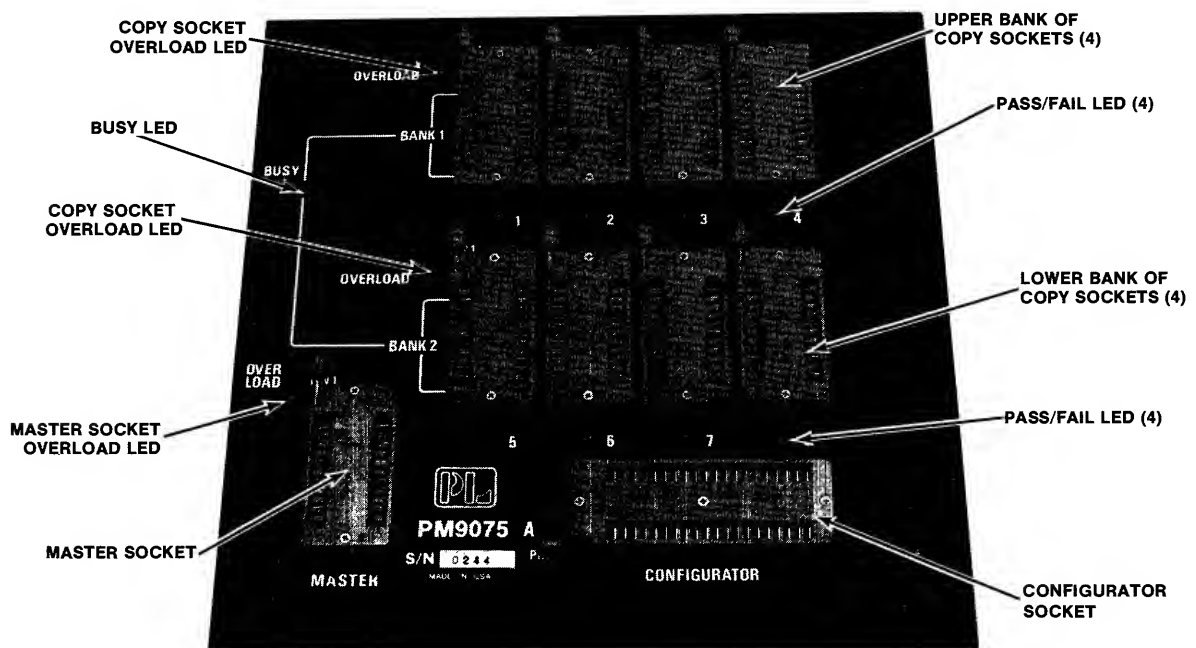 COPY SOCKET
OVERLOAD LED
UPPER BANK OF
COPY SOCKETS (4)
OVERLOAD
PASS/FAIL LED (4)
BUSY LED
BANK 1
BUSY
COPY SOCKET
OVERLOAD LED
1 2 3 4
OVERLOAD
LOWER BANK OF
COPY SOCKETS (4)
BANK 2
OVER
LOAD
MASTER SOCKET
OVERLOAD LED
PASS/FAIL LED (4)
5 6 7
PL
PM9075 A
MASTER SOCKET
S/N 0244
MADE IN USA
MASTER
CONFIGURATOR
CONFIGURATOR
SOCKET